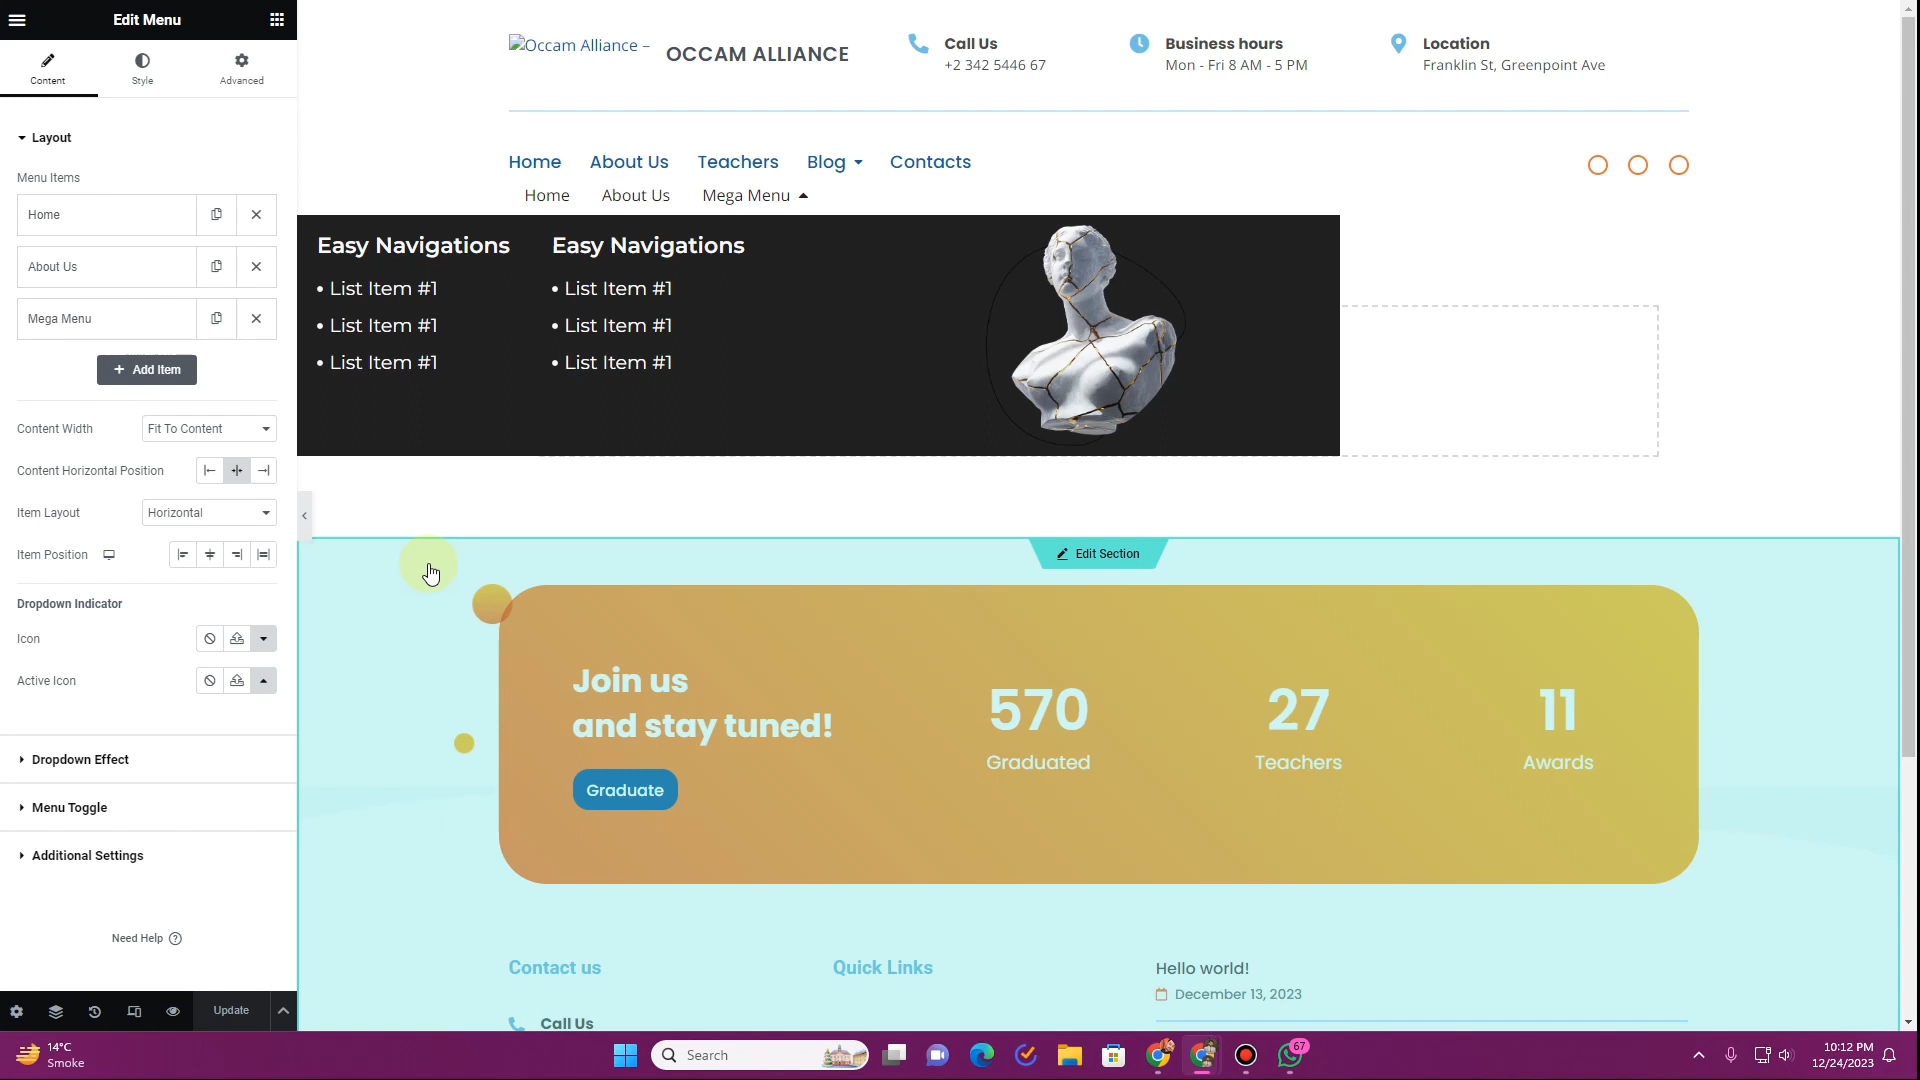 Edit Menu
Content
Style
Advanced
Layout
Menu Items
Home
About Us
Mega Menu
+ Add Item
Content Width
Fit To Content
Content Horizontal Position
Item Layout
Horizontal
Item Position
Dropdown Indicator
Icon
Active Icon
Dropdown Effect
Menu Toggle
Additional Settings
Need Help
Update
Occam Alliance –
OCCAM ALLIANCE
Call Us
+2 342 5446 67
Business hours
Mon - Fri 8 AM - 5 PM
Location
Franklin St, Greenpoint Ave
Home About Us Teachers Blog Contacts
Home About Us Mega Menu
Easy Navigations
• List Item #1
• List Item #1
• List Item #1
Easy Navigations
• List Item #1
• List Item #1
• List Item #1
Edit Section
Join us
and stay tuned!
Graduate
570
Graduated
27
Teachers
11
Awards
Contact us
Call Us
Quick Links
Hello world!
December 13, 2023
14°C
Smoke
Search
67
10:12 PM
12/24/2023